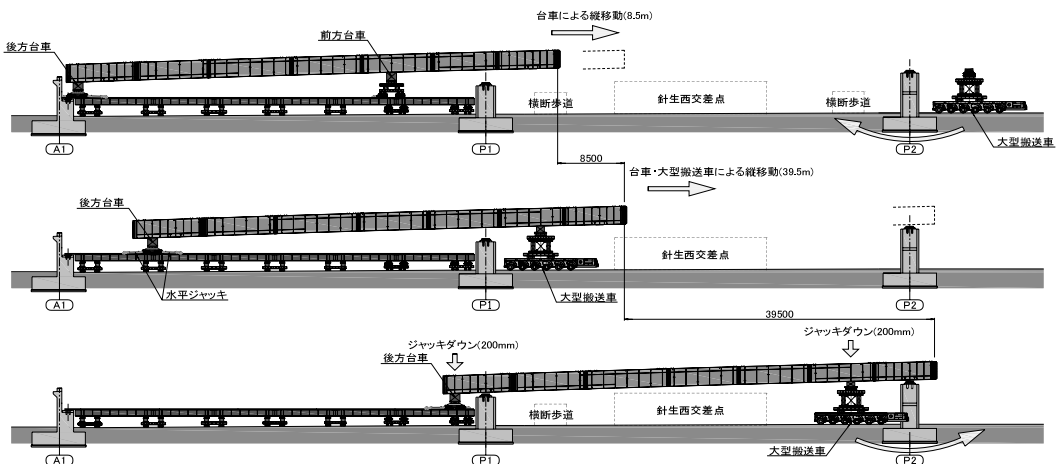 台車による縦移動(8.5m)
後方台車
前方台車
横断歩道
針生西交差点
横断歩道
大型搬送車
A1
P1
P2
8500
台車・大型搬送車による縦移動(39.5m)
後方台車
針生西交差点
水平ジャッキ
大型搬送車
A1
P1
P2
39500
ジャッキダウン(200mm)
ジャッキダウン(200mm)
後方台車
横断歩道
針生西交差点
大型搬送車
A1
P1
P2